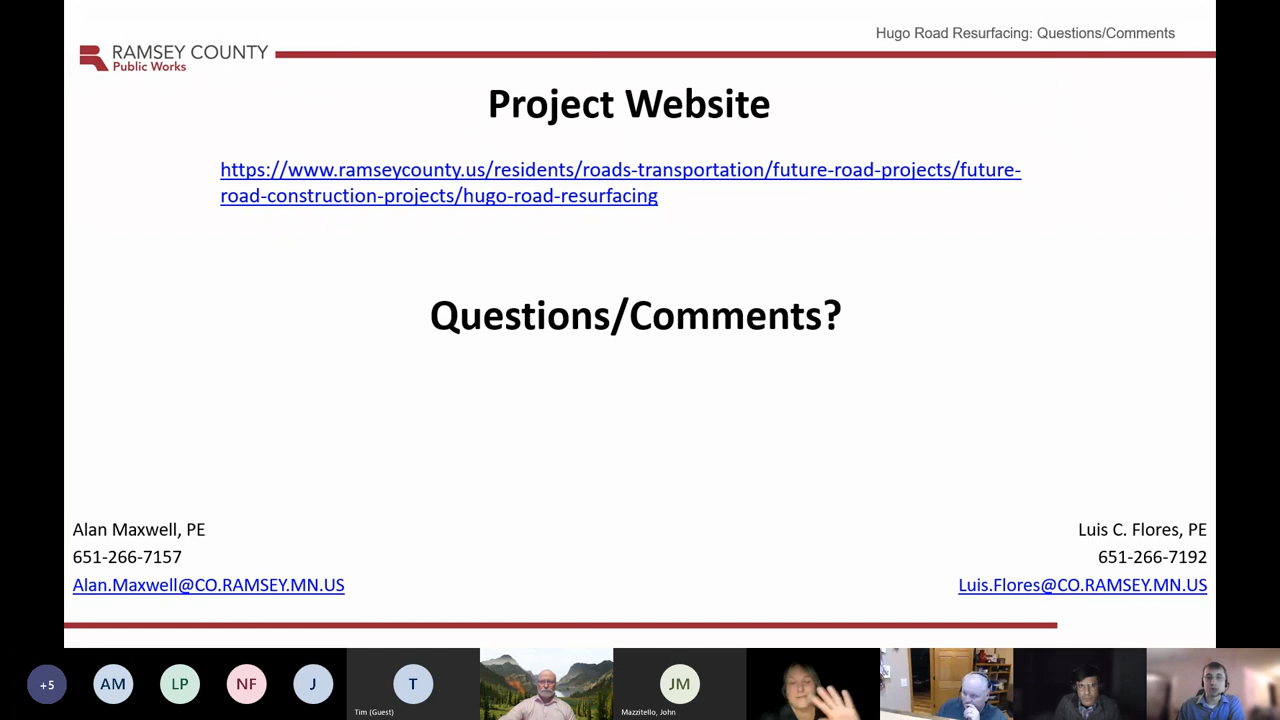 Hugo Road Resurfacing: Questions/Comments
RAMSEY COUNTY
Public Works
Project Website
https://www.ramseycounty.us/residents/roads-transportation/future-road-projects/future-
road-construction-projects/hugo-road-resurfacing
Questions/Comments?
Alan Maxwell, PE
651-266-7157
Alan.Maxwell@CO.RAMSEY.MN.US
Luis C. Flores, PE
651-266-7192
Luis.Flores@CO.RAMSEY.MN.US
+5
AM
LP
NF
J
T
Tim (Guest)
JM
Mazzitello, John